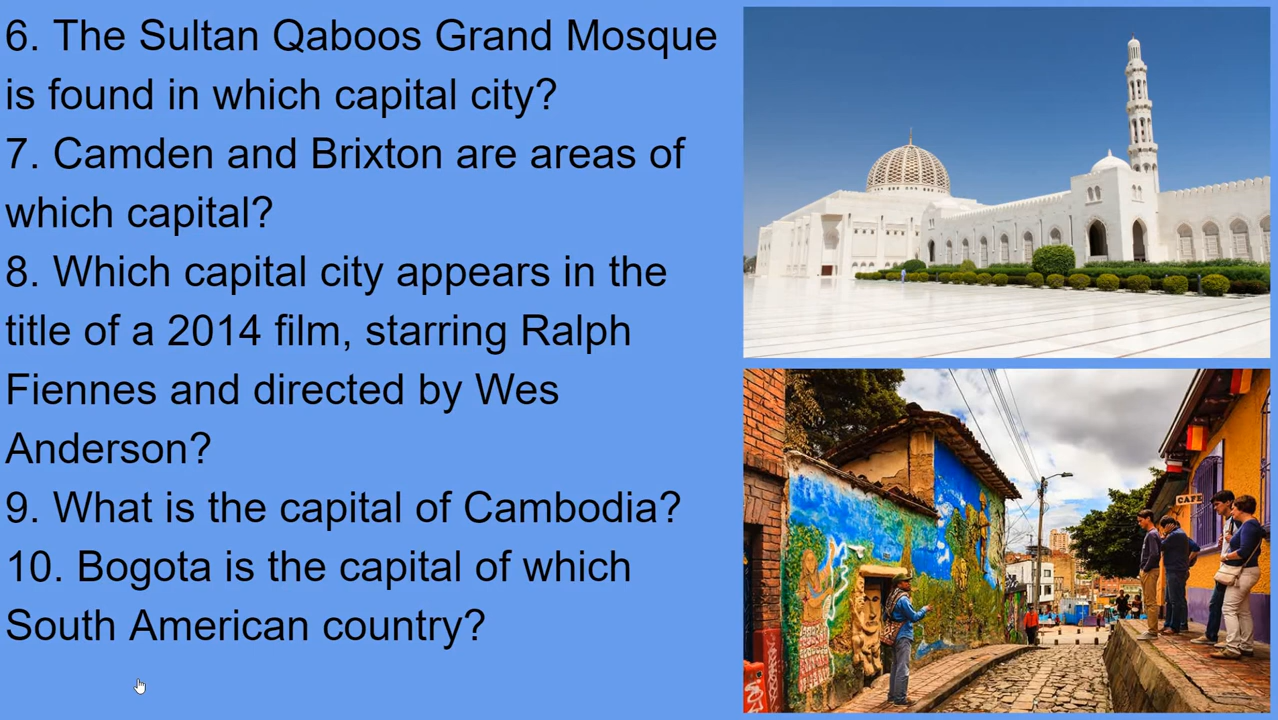 6. The Sultan Qaboos Grand Mosque
is found in which capital city?
7. Camden and Brixton are areas of
which capital?
8. Which capital city appears in the
title of a 2014 film, starring Ralph
Fiennes and directed by Wes
Anderson?
9. What is the capital of Cambodia?
10. Bogota is the capital of which
South American country?
CAFE